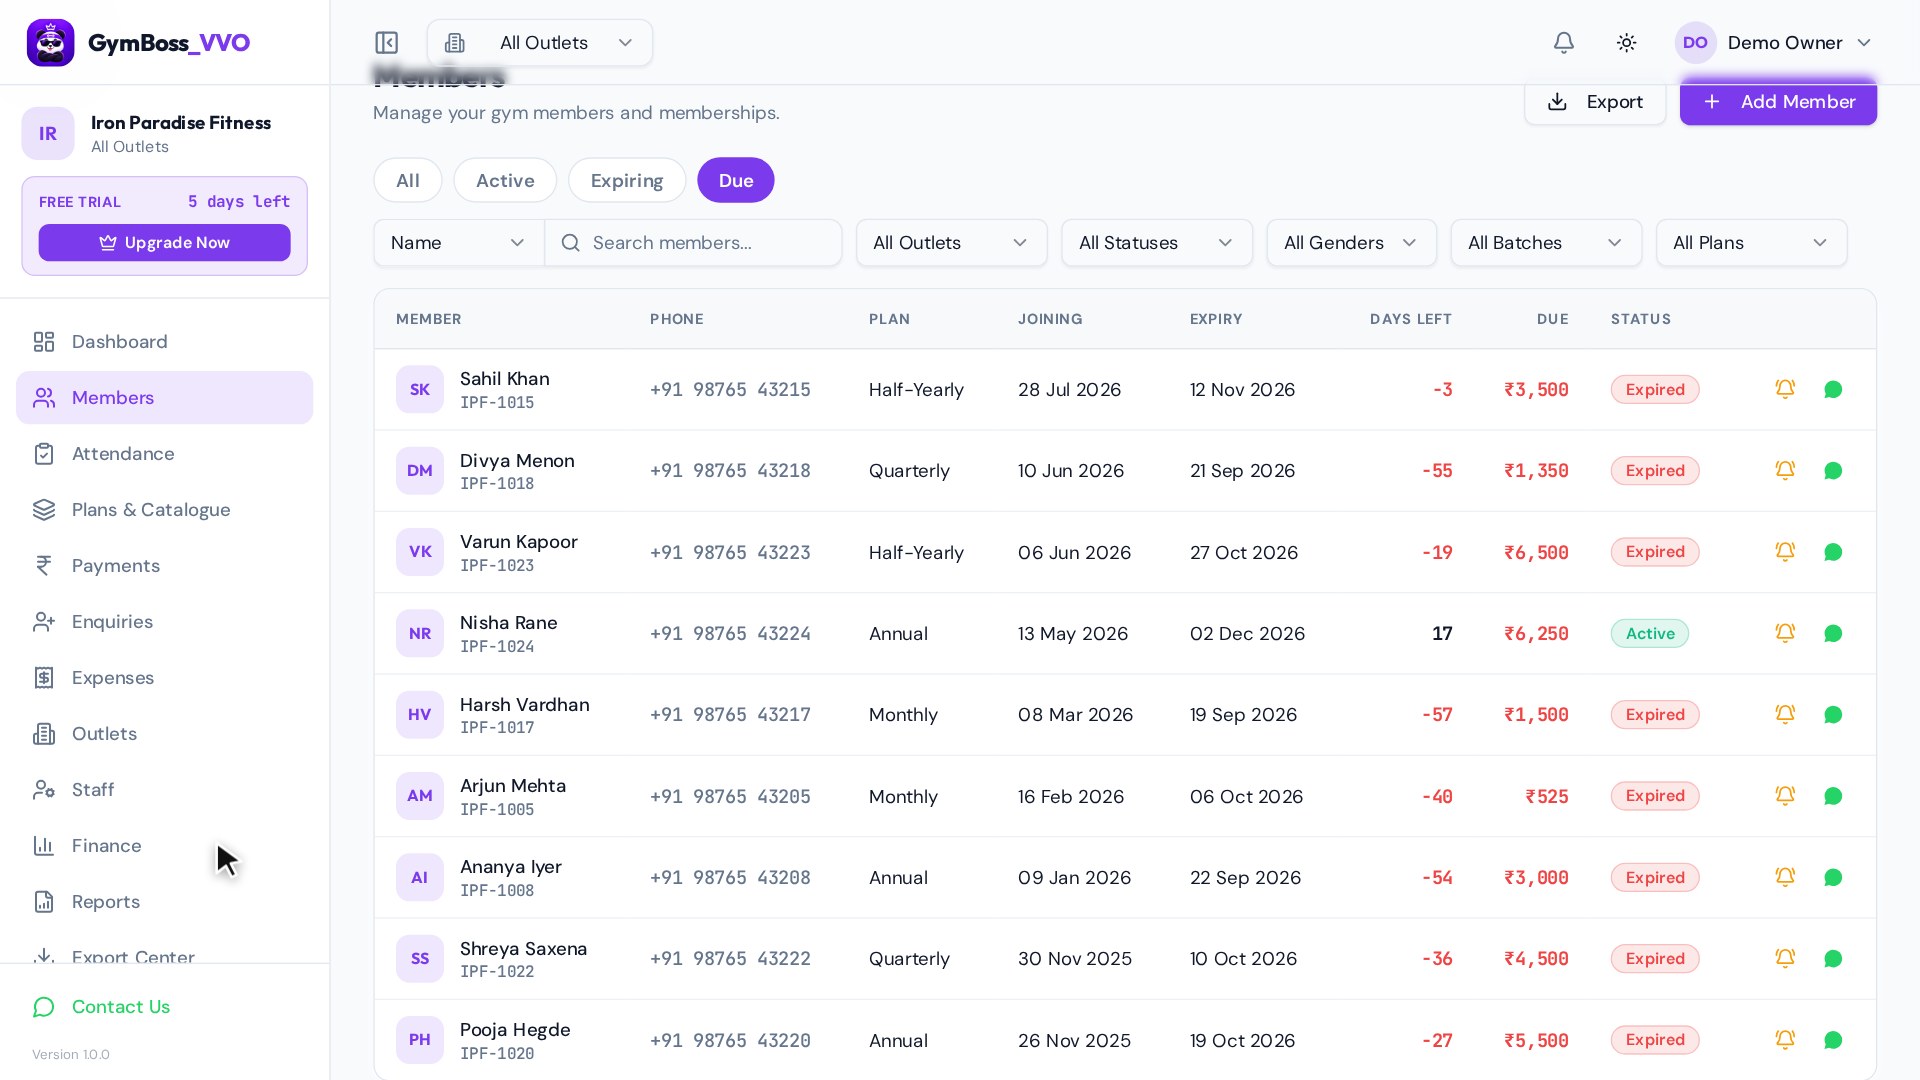 GymBoss_VVO
All Outlets
DO
Demo Owner
Members
Manage your gym members and memberships.
Export
Add Member
IR
Iron Paradise Fitness
All Outlets
FREE TRIAL
5 days left
Upgrade Now
Dashboard
Members
Attendance
Plans & Catalogue
Payments
Enquiries
Expenses
Outlets
Staff
Finance
Reports
Export Center
Contact Us
Version 1.0.0
All Active Expiring Due
Name Search members... All Outlets All Statuses All Genders All Batches All Plans
MEMBER PHONE PLAN JOINING EXPIRY DAYS LEFT DUE STATUS
SK Sahil Khan IPF-1015 +91 98765 43215 Half-Yearly 28 Jul 2026 12 Nov 2026 -3 ₹3,500 Expired
DM Divya Menon IPF-1018 +91 98765 43218 Quarterly 10 Jun 2026 21 Sep 2026 -55 ₹1,350 Expired
VK Varun Kapoor IPF-1023 +91 98765 43223 Half-Yearly 06 Jun 2026 27 Oct 2026 -19 ₹6,500 Expired
NR Nisha Rane IPF-1024 +91 98765 43224 Annual 13 May 2026 02 Dec 2026 17 ₹6,250 Active
HV Harsh Vardhan IPF-1017 +91 98765 43217 Monthly 08 Mar 2026 19 Sep 2026 -57 ₹1,500 Expired
AM Arjun Mehta IPF-1005 +91 98765 43205 Monthly 16 Feb 2026 06 Oct 2026 -40 ₹525 Expired
AI Ananya Iyer IPF-1008 +91 98765 43208 Annual 09 Jan 2026 22 Sep 2026 -54 ₹3,000 Expired
SS Shreya Saxena IPF-1022 +91 98765 43222 Quarterly 30 Nov 2025 10 Oct 2026 -36 ₹4,500 Expired
PH Pooja Hegde IPF-1020 +91 98765 43220 Annual 26 Nov 2025 19 Oct 2026 -27 ₹5,500 Expired